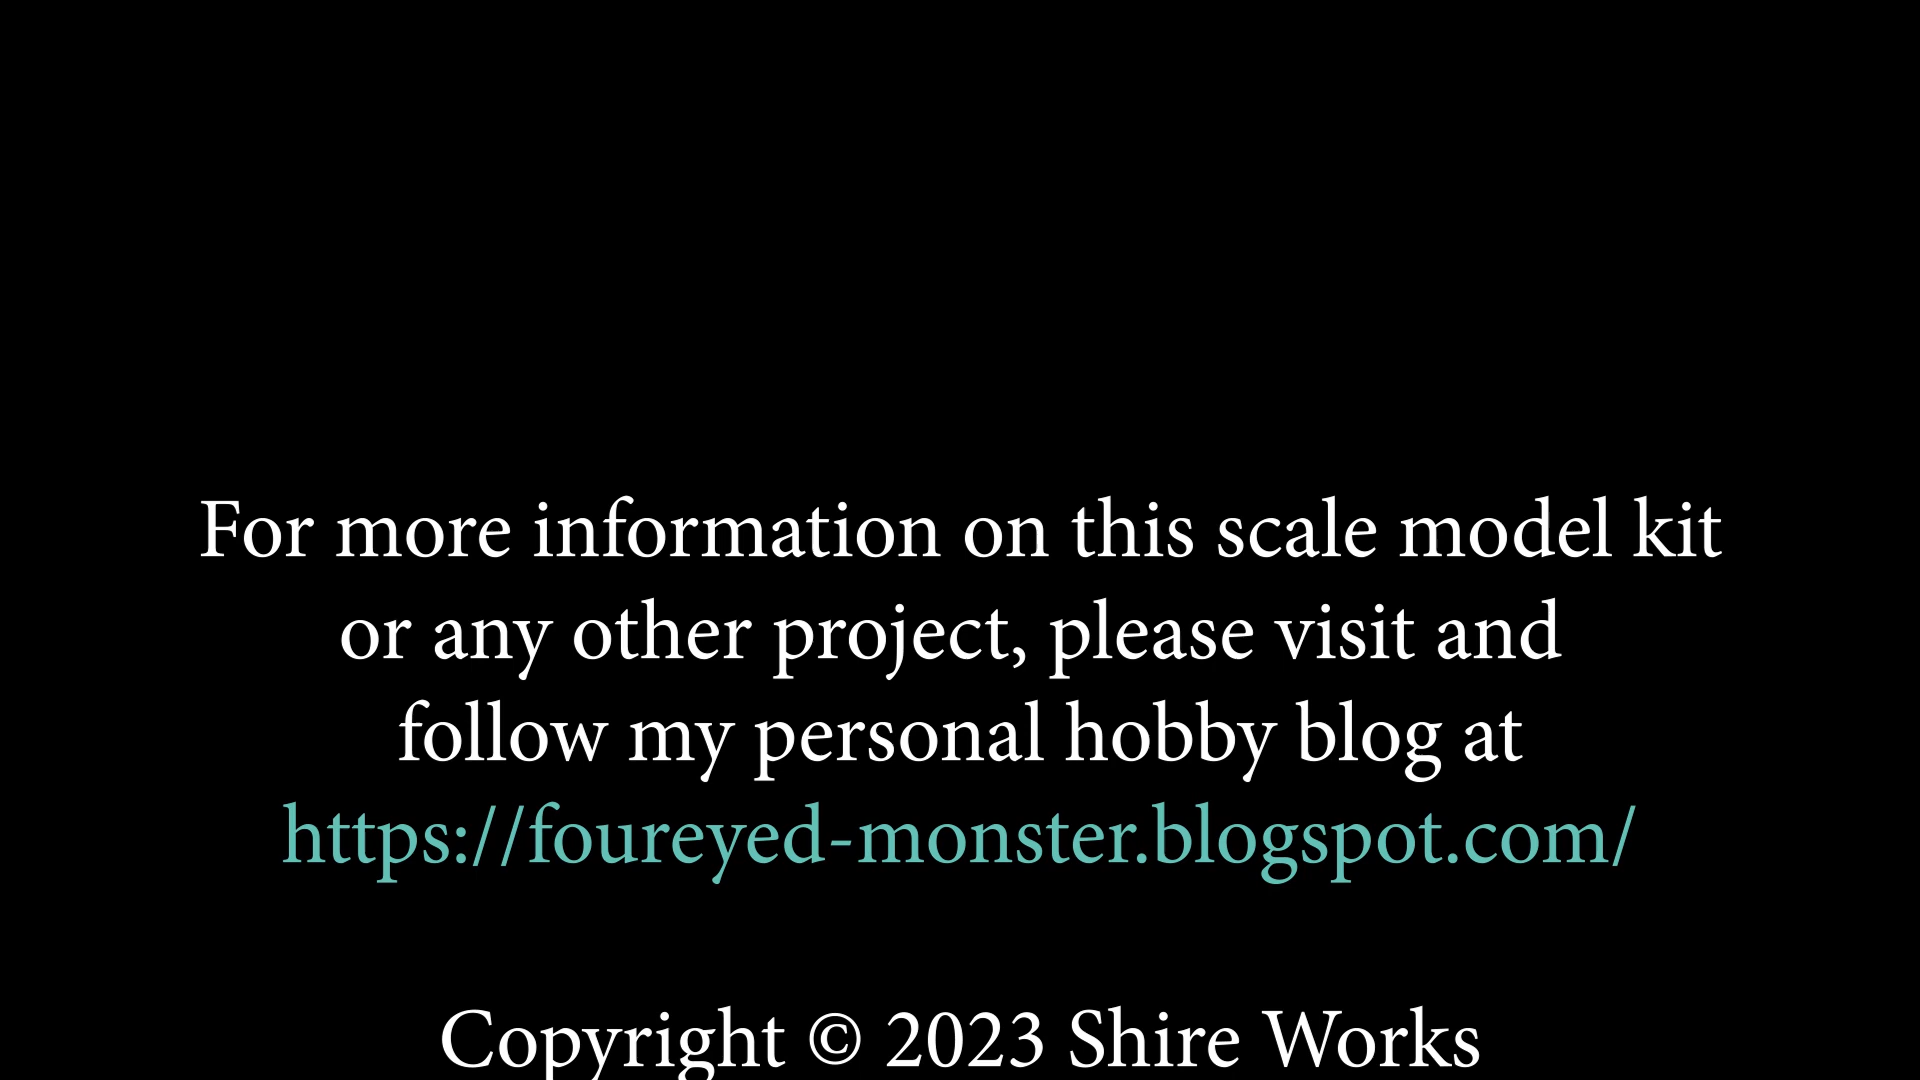 For more information on this scale model kit
or any other project, please visit and
follow my personal hobby blog at
https://foureyed-monster.blogspot.com/
Copyright © 2023 Shire Works